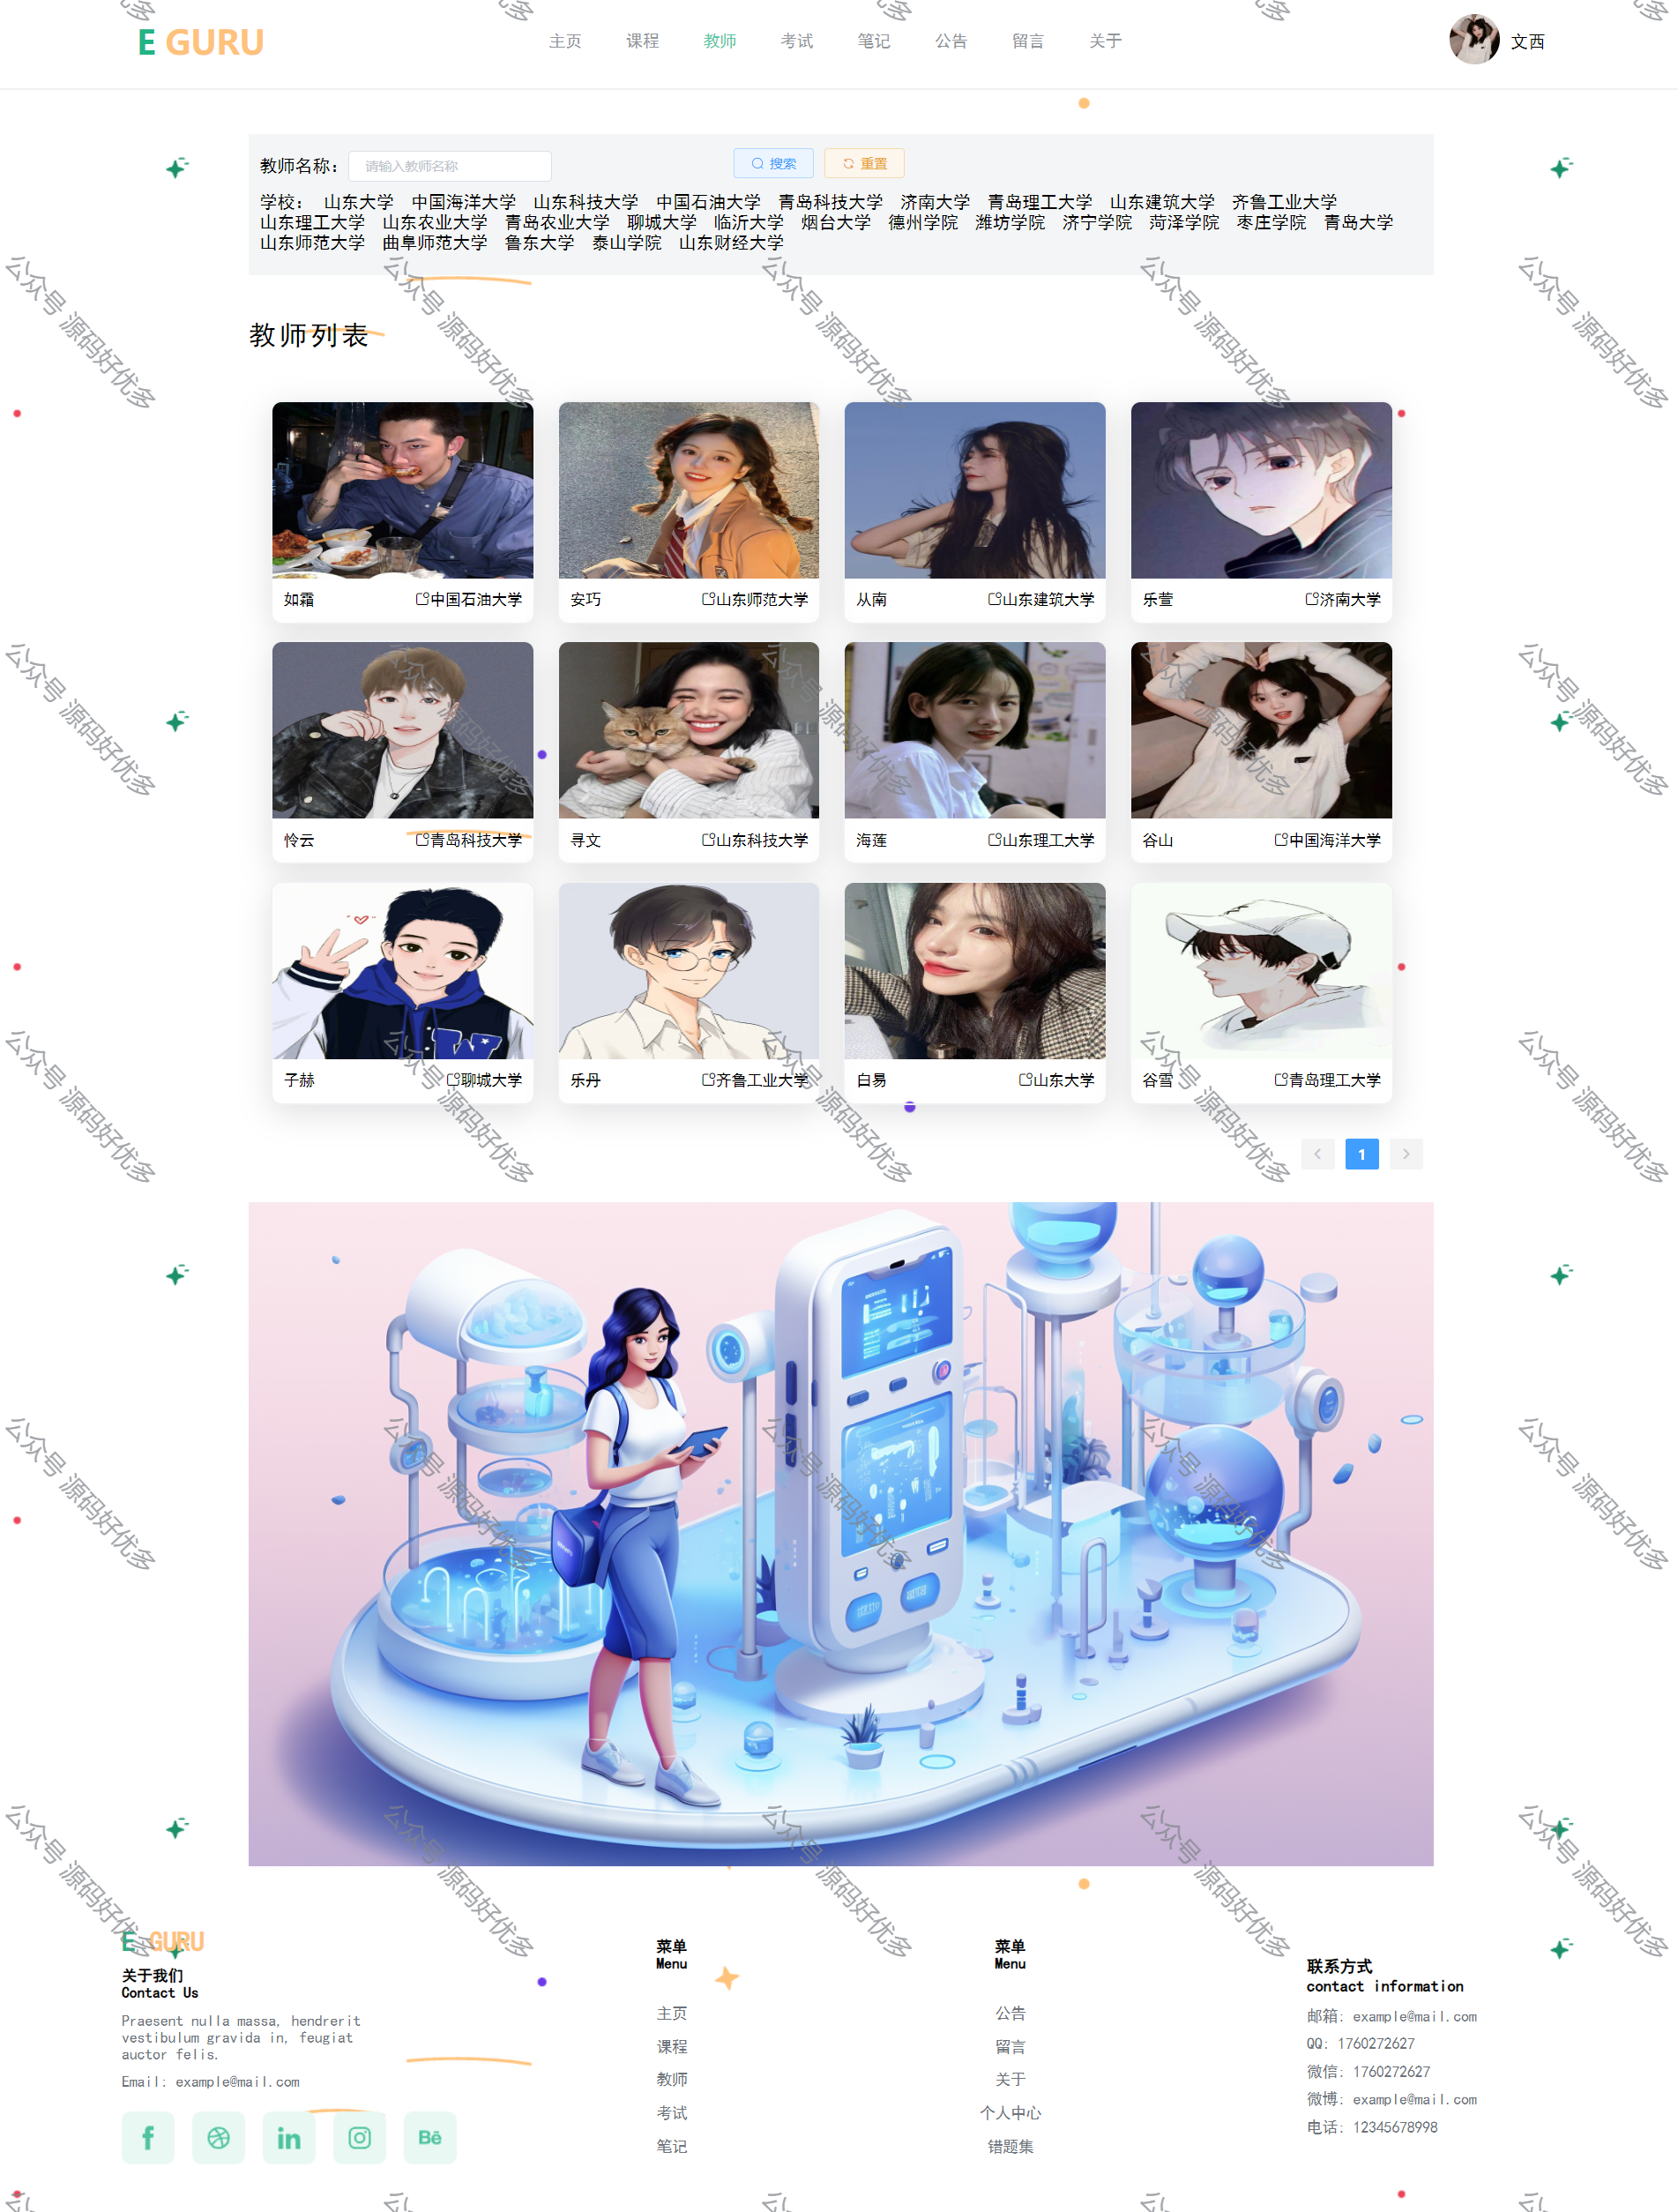 E GURU
主页 课程 教师 考试 笔记 公告 留言 关于
文西
教师名称: 请输入教师名称 搜索 重置
学校: 山东大学 中国海洋大学 山东科技大学 中国石油大学 青岛科技大学 济南大学 青岛理工大学 山东建筑大学 齐鲁工业大学
山东理工大学 山东农业大学 青岛农业大学 聊城大学 临沂大学 烟台大学 德州学院 潍坊学院 济宁学院 菏泽学院 枣庄学院 青岛大学
山东师范大学 曲阜师范大学 鲁东大学 泰山学院 山东财经大学
教师列表
如霜 中国石油大学
安巧 山东师范大学
从南 山东建筑大学
乐萱 济南大学
怜云 青岛科技大学
寻文 山东科技大学
海莲 山东理工大学
谷山 中国海洋大学
子赫 聊城大学
乐丹 齐鲁工业大学
白易 山东大学
谷雪 青岛理工大学
1
E GURU
关于我们
Contact Us
Praesent nulla massa, hendrerit
vestibulum gravida in, feugiat
auctor felis.
Email: example@mail.com
菜单
Menu
主页
课程
教师
考试
笔记
菜单
Menu
公告
留言
关于
个人中心
错题集
联系方式
contact information
邮箱: example@mail.com
QQ: 1760272627
微信: 1760272627
微博: example@mail.com
电话: 12345678998
公众号 源码好优多